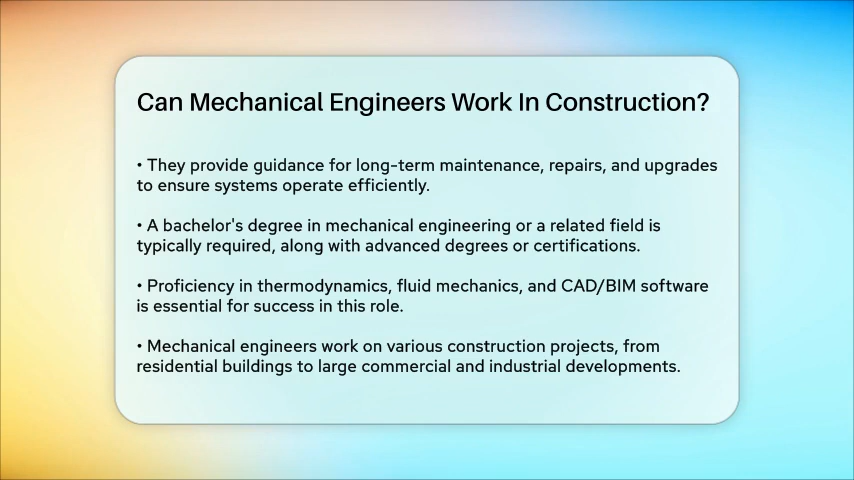 Can Mechanical Engineers Work In Construction?
• They provide guidance for long-term maintenance, repairs, and upgrades
to ensure systems operate efficiently.
• A bachelor's degree in mechanical engineering or a related field is
typically required, along with advanced degrees or certifications.
• Proficiency in thermodynamics, fluid mechanics, and CAD/BIM software
is essential for success in this role.
• Mechanical engineers work on various construction projects, from
residential buildings to large commercial and industrial developments.